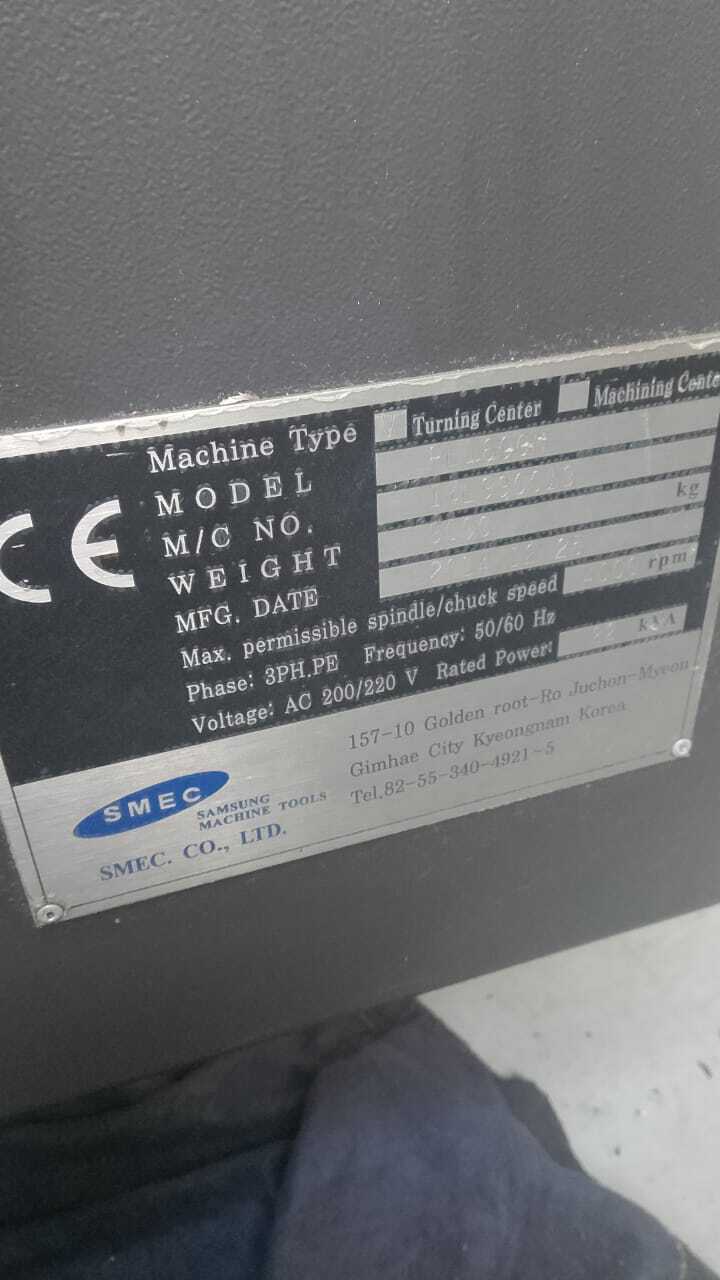 CE
Machine Type Turning Center Machining Cente
MODEL
M/C NO.
WEIGHT kg
MFG. DATE
Max. permissible spindle/chuck speed rpm
Phase: 3PH.PE Frequency: 50/60 Hz
Voltage: AC 200/220 V Rated Power: 22 kVA
SMEC
SAMSUNG
MACHINE TOOLS
SMEC. CO., LTD.
157-10 Golden root-Ro Juchon-Myeon
Gimhae City Kyeongnam Korea
Tel.82-55-340-4921~5